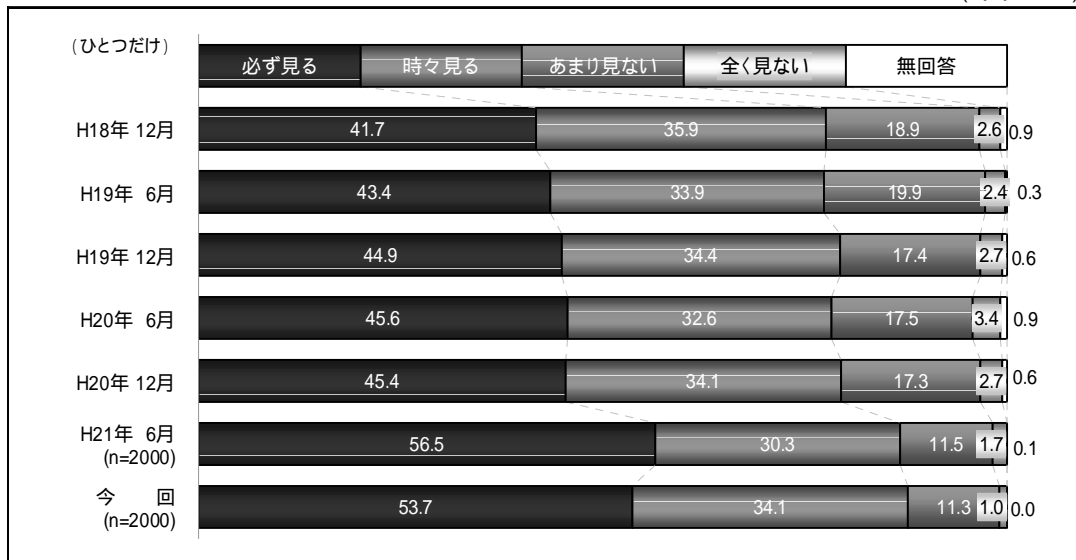 (ひとつだけ)
必ず見る 時々見る あまり見ない 全く見ない 無回答
H18年 12月 41.7 35.9 18.9 2.6 0.9
H19年 6月 43.4 33.9 19.9 2.4 0.3
H19年 12月 44.9 34.4 17.4 2.7 0.6
H20年 6月 45.6 32.6 17.5 3.4 0.9
H20年 12月 45.4 34.1 17.3 2.7 0.6
H21年 6月
(n=2000) 56.5 30.3 11.5 1.7 0.1
今 回
(n=2000) 53.7 34.1 11.3 1.0 0.0